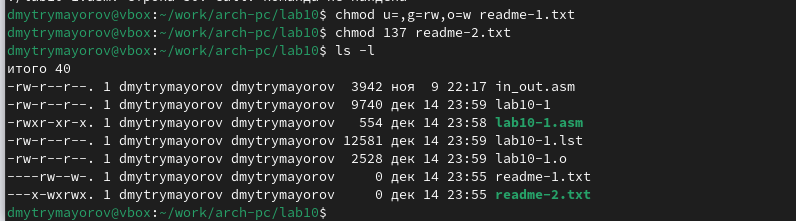 dmytrymayorov@vbox:~/work/arch-pc/lab10$ chmod u=,g=rw,o=w readme-1.txt
dmytrymayorov@vbox:~/work/arch-pc/lab10$ chmod 137 readme-2.txt
dmytrymayorov@vbox:~/work/arch-pc/lab10$ ls -l
итого 40
-rw-r--r--. 1 dmytrymayorov dmytrymayorov  3942 ноя  9 22:17 in_out.asm
-rw-r--r--. 1 dmytrymayorov dmytrymayorov  9740 дек 14 23:59 lab10-1
-rwxr-xr-x. 1 dmytrymayorov dmytrymayorov   554 дек 14 23:58 lab10-1.asm
-rw-r--r--. 1 dmytrymayorov dmytrymayorov 12581 дек 14 23:59 lab10-1.lst
-rw-r--r--. 1 dmytrymayorov dmytrymayorov  2528 дек 14 23:59 lab10-1.o
----rw--w-. 1 dmytrymayorov dmytrymayorov     0 дек 14 23:55 readme-1.txt
---x-wxrwx. 1 dmytrymayorov dmytrymayorov     0 дек 14 23:55 readme-2.txt
dmytrymayorov@vbox:~/work/arch-pc/lab10$